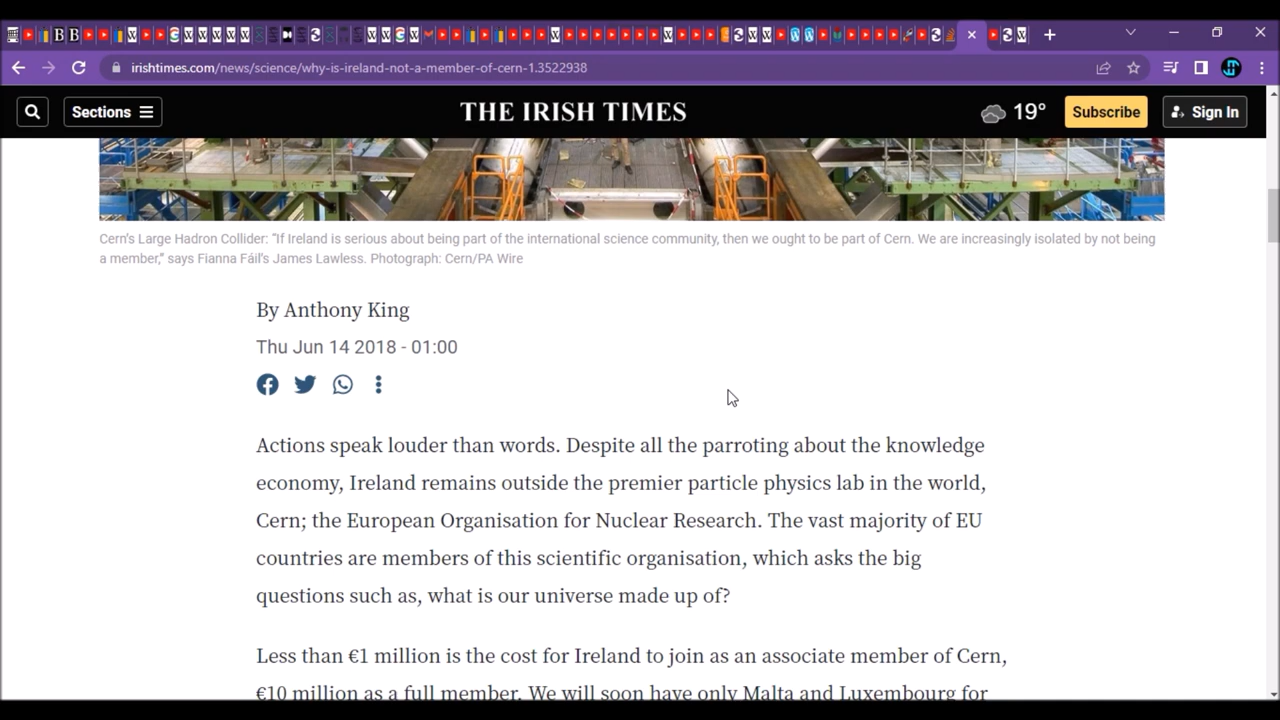 irishtimes.com/news/science/why-is-ireland-not-a-member-of-cern-1.3522938
Sections
THE IRISH TIMES
19°
Subscribe
Sign In
Cern's Large Hadron Collider: "If Ireland is serious about being part of the international science community, then we ought to be part of Cern. We are increasingly isolated by not being
a member," says Fianna Fáil's James Lawless. Photograph: Cern/PA Wire
By Anthony King
Thu Jun 14 2018 - 01:00
Actions speak louder than words. Despite all the parroting about the knowledge
economy, Ireland remains outside the premier particle physics lab in the world,
Cern; the European Organisation for Nuclear Research. The vast majority of EU
countries are members of this scientific organisation, which asks the big
questions such as, what is our universe made up of?
Less than €1 million is the cost for Ireland to join as an associate member of Cern,
€10 million as a full member. We will soon have only Malta and Luxembourg for